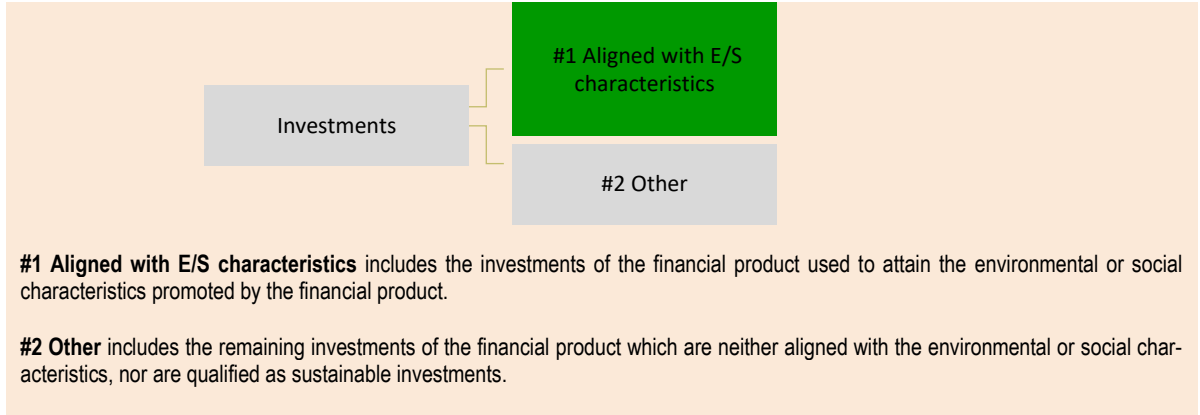 #1 Aligned with E/S
characteristics
Investments
#2 Other
#1 Aligned with E/S characteristics includes the investments of the financial product used to attain the environmental or social
characteristics promoted by the financial product.
#2 Other includes the remaining investments of the financial product which are neither aligned with the environmental or social char-
acteristics, nor are qualified as sustainable investments.